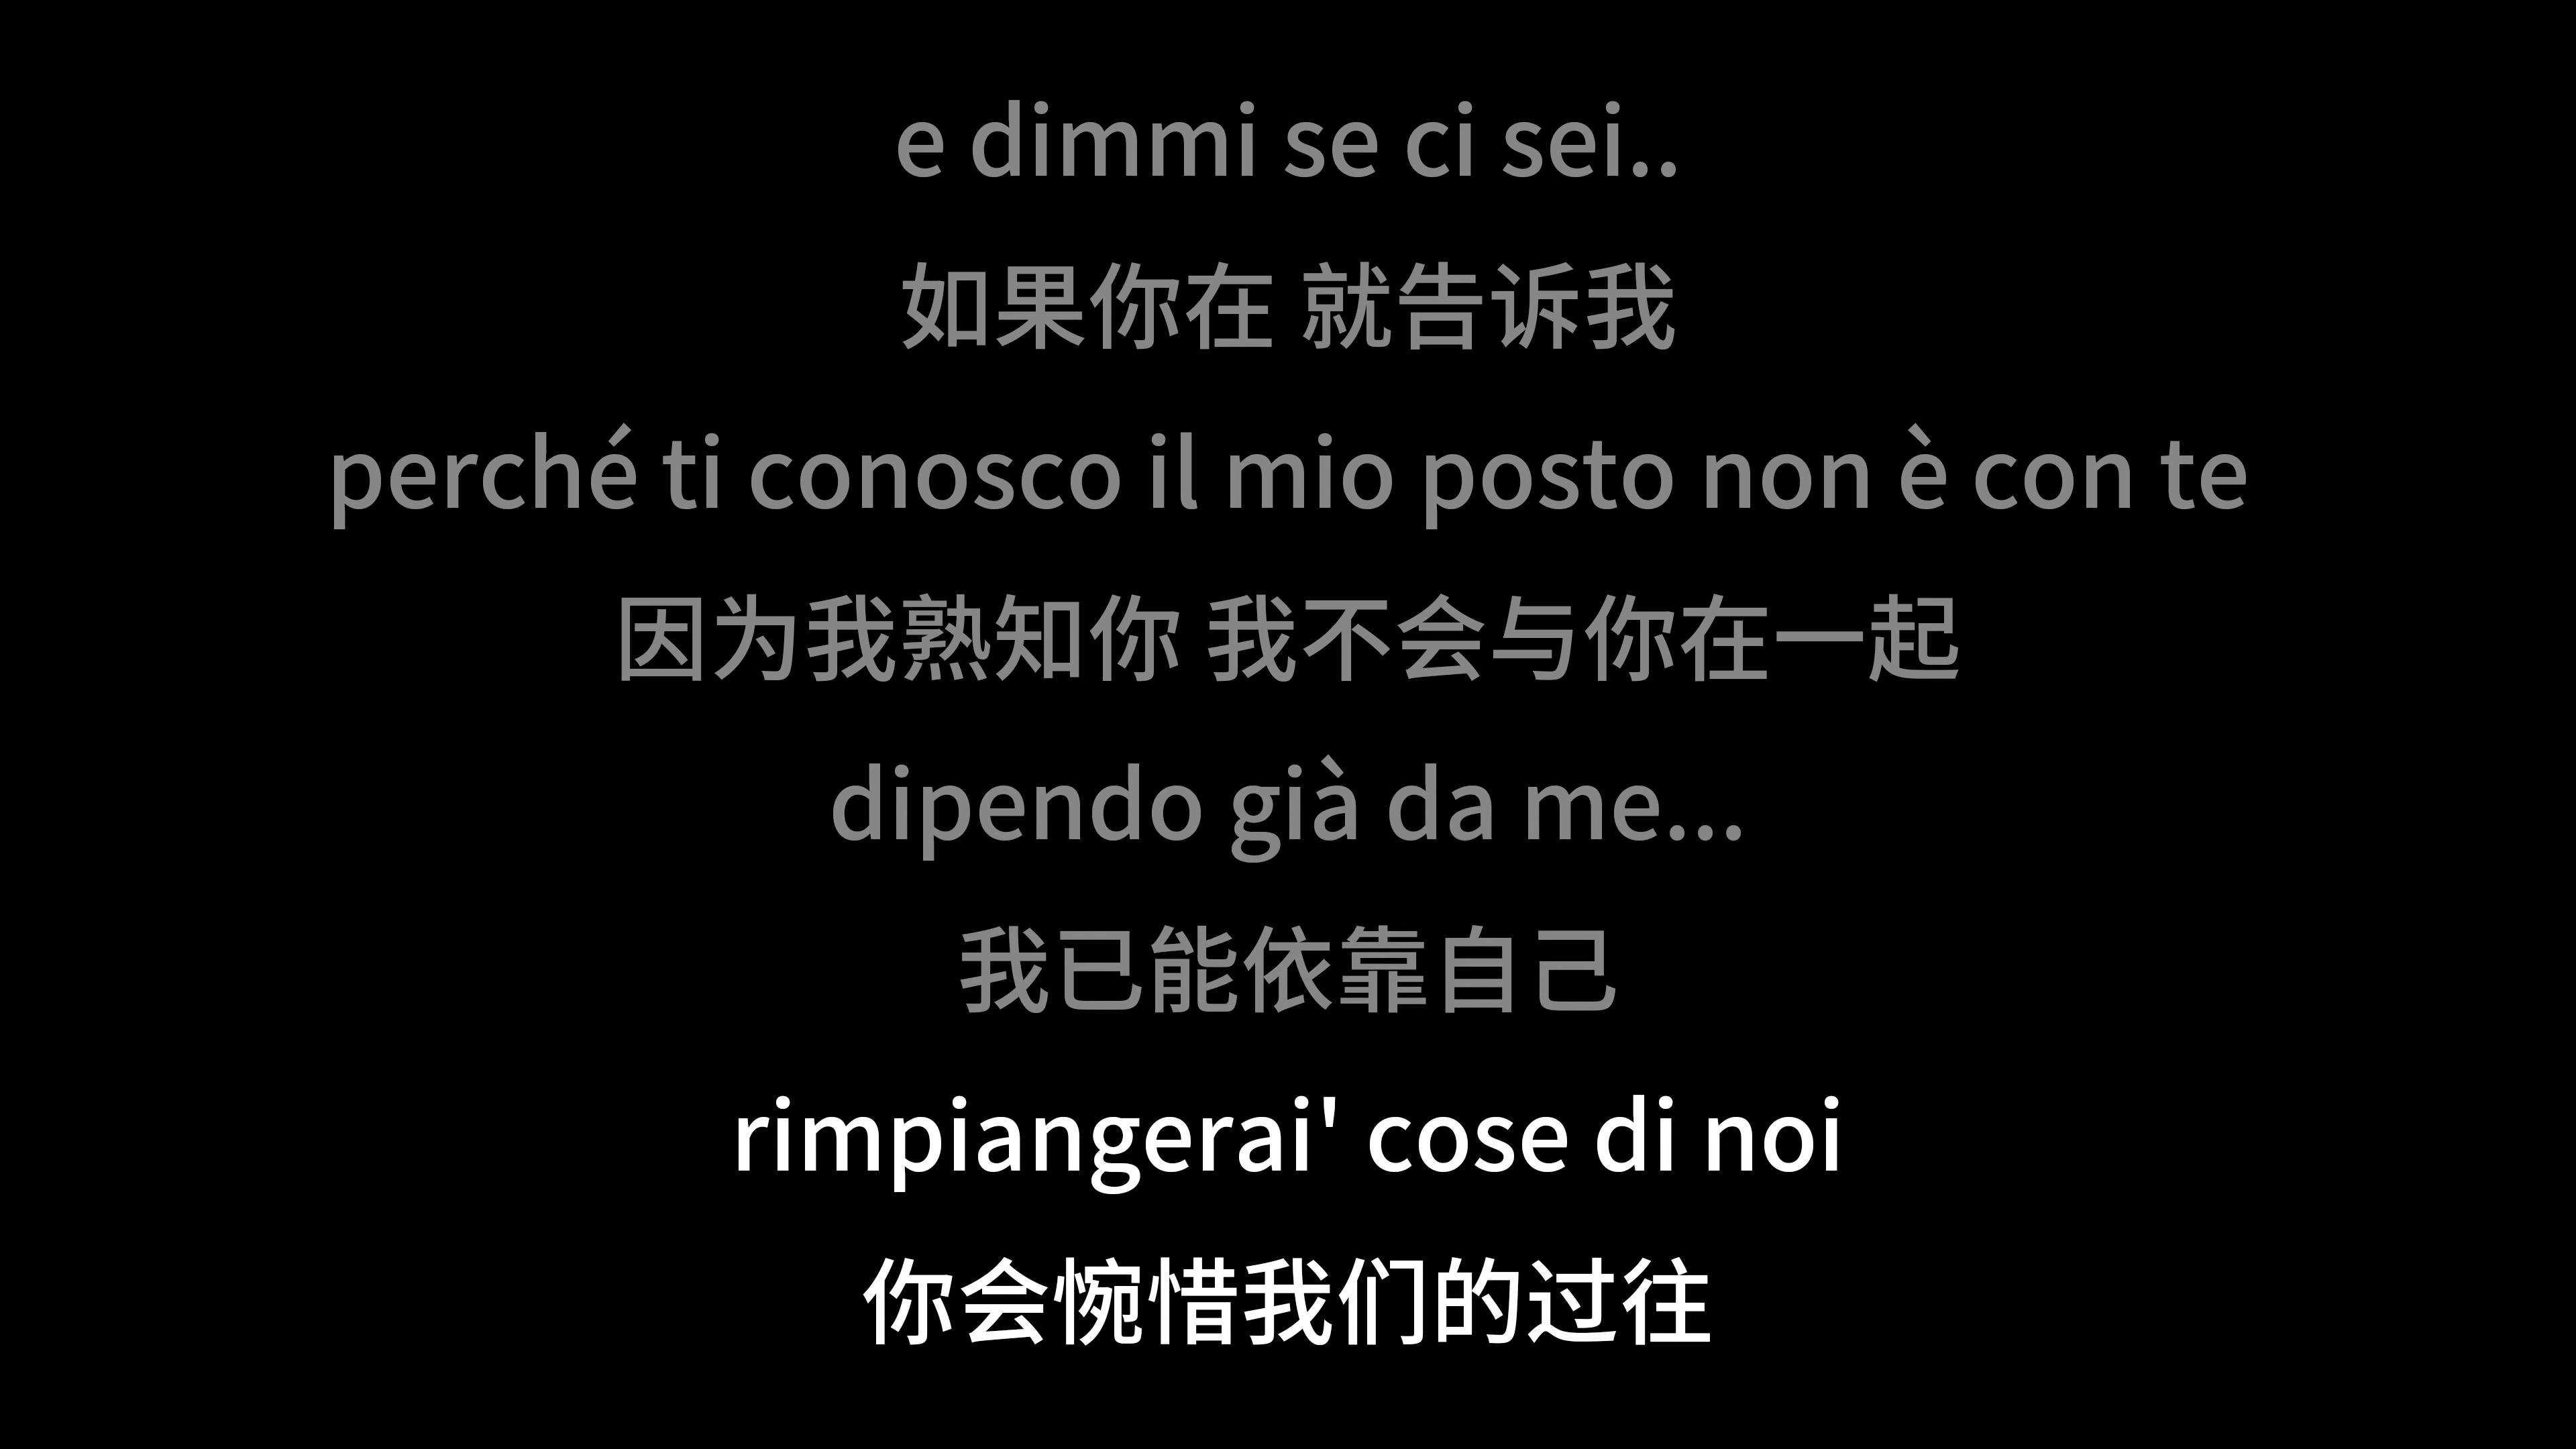 e dimmi se ci sei..
如果你在 就告诉我
perché ti conosco il mio posto non è con te
因为我熟知你 我不会与你在一起
dipendo già da me...
我已能依靠自己
rimpiangerai' cose di noi
你会惋惜我们的过往